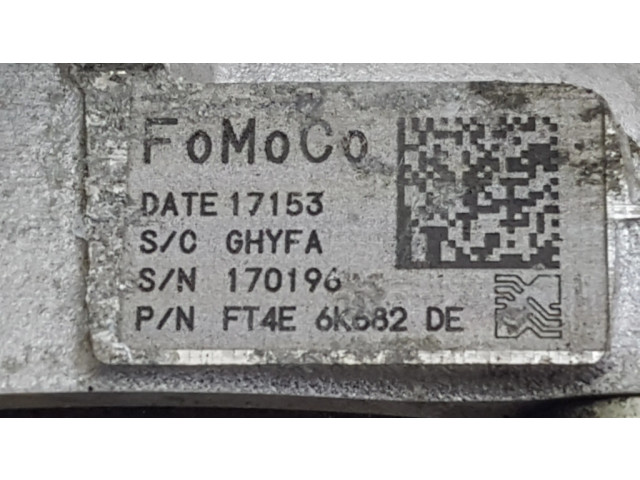 FoMoCo
DATE 17153
S/C GHYFA
S/N 170196
P/N FT4E 6K682 DE